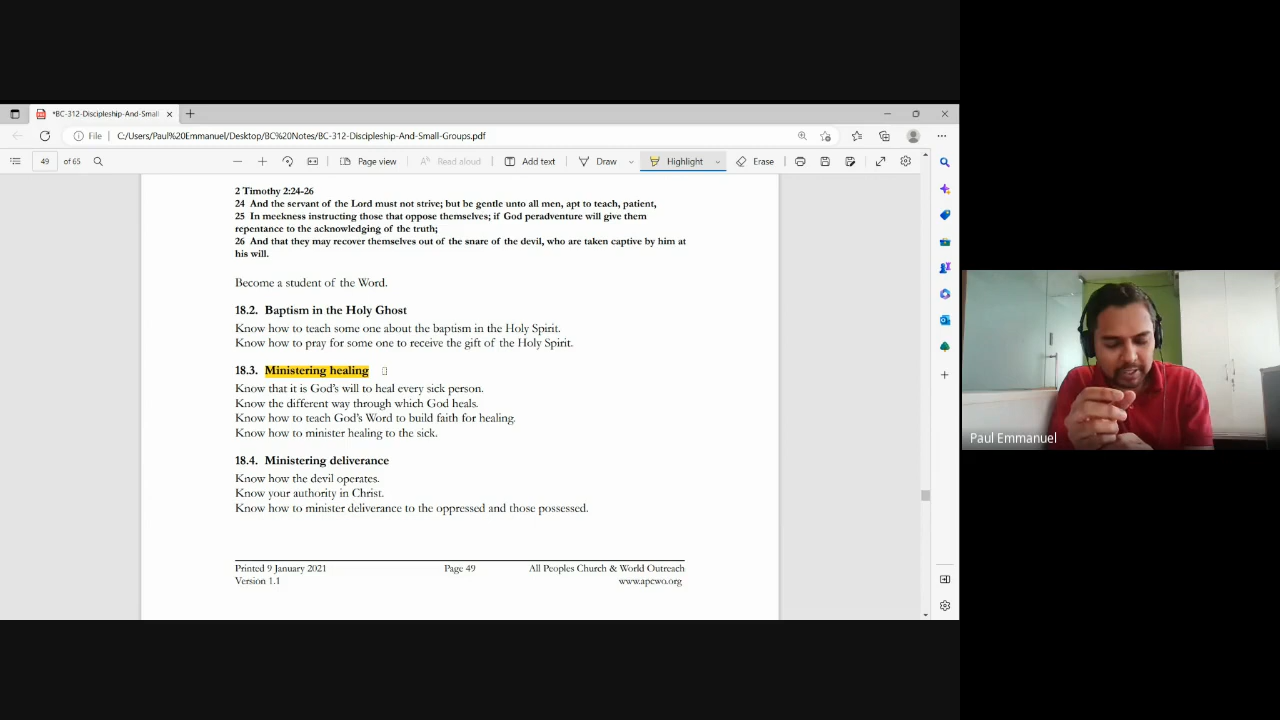 *BC-312-Discipleship-And-Small
File
C:/Users/Paul%20Emmanuel/Desktop/BC%20Notes/BC-312-Discipleship-And-Small-Groups.pdf
49 of 65
Page view
Read aloud
Add text
Draw
Highlight
Erase
2 Timothy 2:24-26
24 And the servant of the Lord must not strive; but be gentle unto all men, apt to teach, patient,
25 In meekness instructing those that oppose themselves; if God peradventure will give them
repentance to the acknowledging of the truth;
26 And that they may recover themselves out of the snare of the devil, who are taken captive by him at
his will.
Become a student of the Word.
18.2. Baptism in the Holy Ghost
Know how to teach some one about the baptism in the Holy Spirit.
Know how to pray for some one to receive the gift of the Holy Spirit.
18.3. Ministering healing
Know that it is God's will to heal every sick person.
Know the different way through which God heals.
Know how to teach God's Word to build faith for healing.
Know how to minister healing to the sick.
18.4. Ministering deliverance
Know how the devil operates.
Know your authority in Christ.
Know how to minister deliverance to the oppressed and those possessed.
Printed 9 January 2021 Page 49 All Peoples Church & World Outreach
Version 1.1 www.apcwo.org
Paul Emmanuel